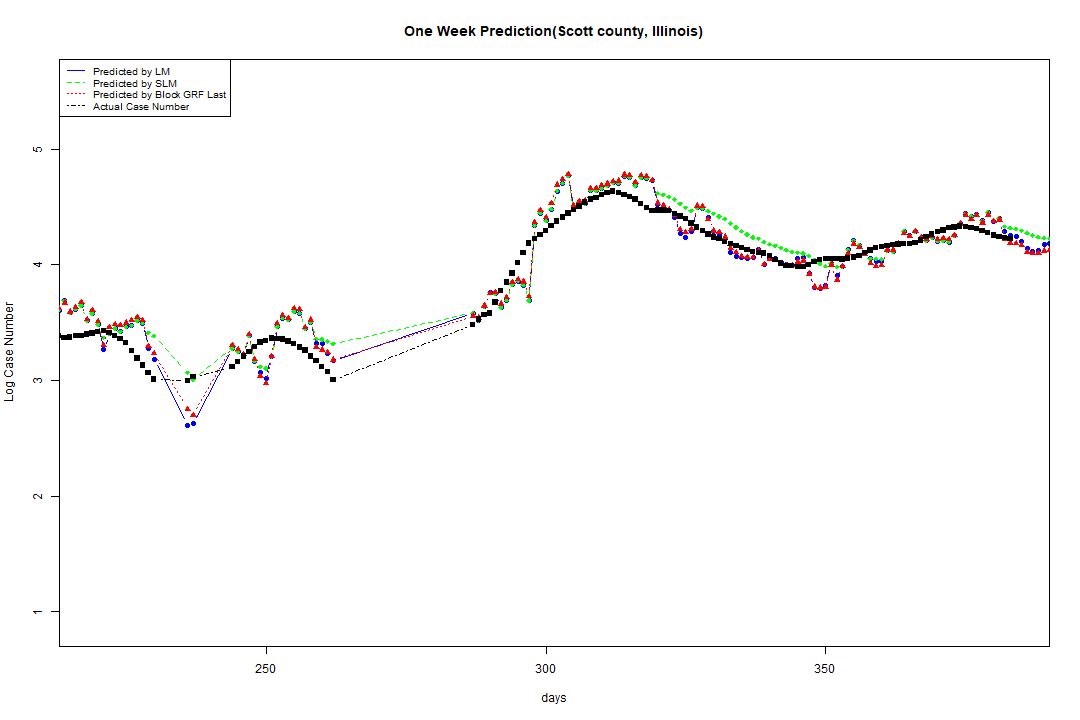 One Week Prediction(Scott county, Illinois)
Predicted by LM
Predicted by SLM
Predicted by Block GRF Last
Actual Case Number
5
4
3
2
1
Log Case Number
250
300
350
days